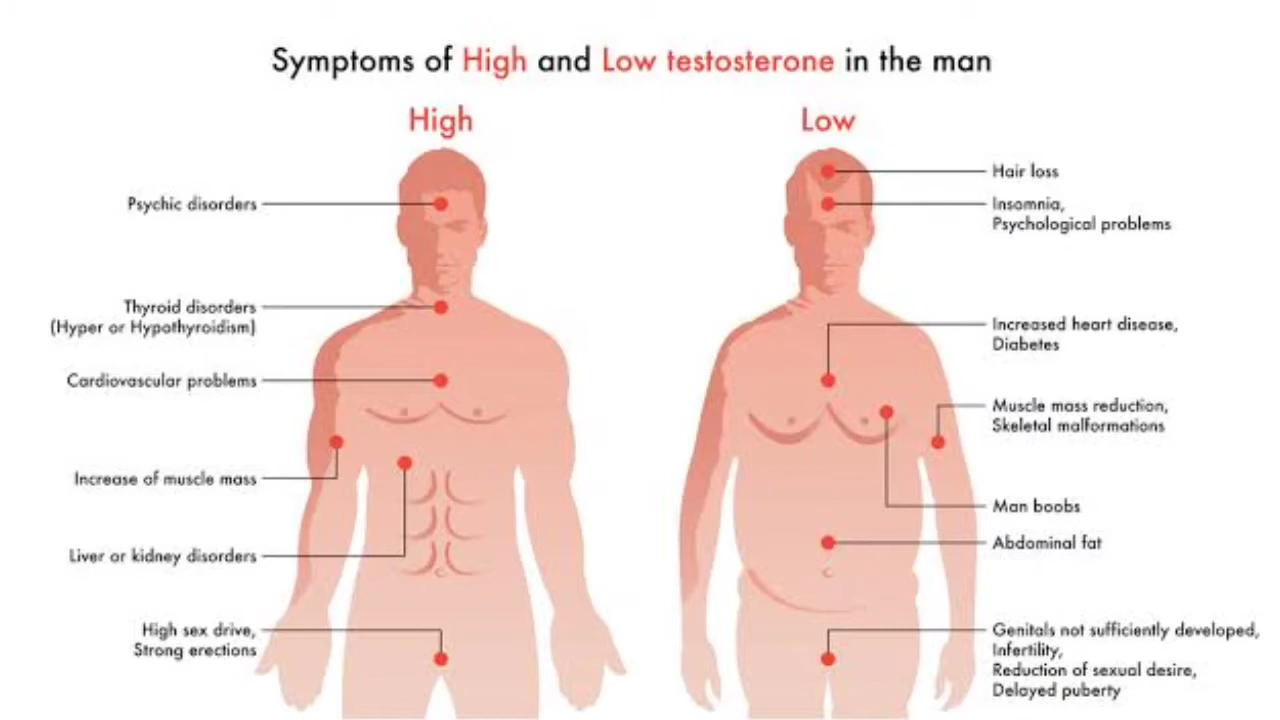 Symptoms of High and Low testosterone in the man
High
Psychic disorders
Thyroid disorders
(Hyper or Hypothyroidism)
Cardiovascular problems
Increase of muscle mass
Liver or kidney disorders
High sex drive,
Strong erections
Low
Hair loss
Insomnia,
Psychological problems
Increased heart disease,
Diabetes
Muscle mass reduction,
Skeletal malformations
Man boobs
Abdominal fat
Genitals not sufficiently developed,
Infertility,
Reduction of sexual desire,
Delayed puberty